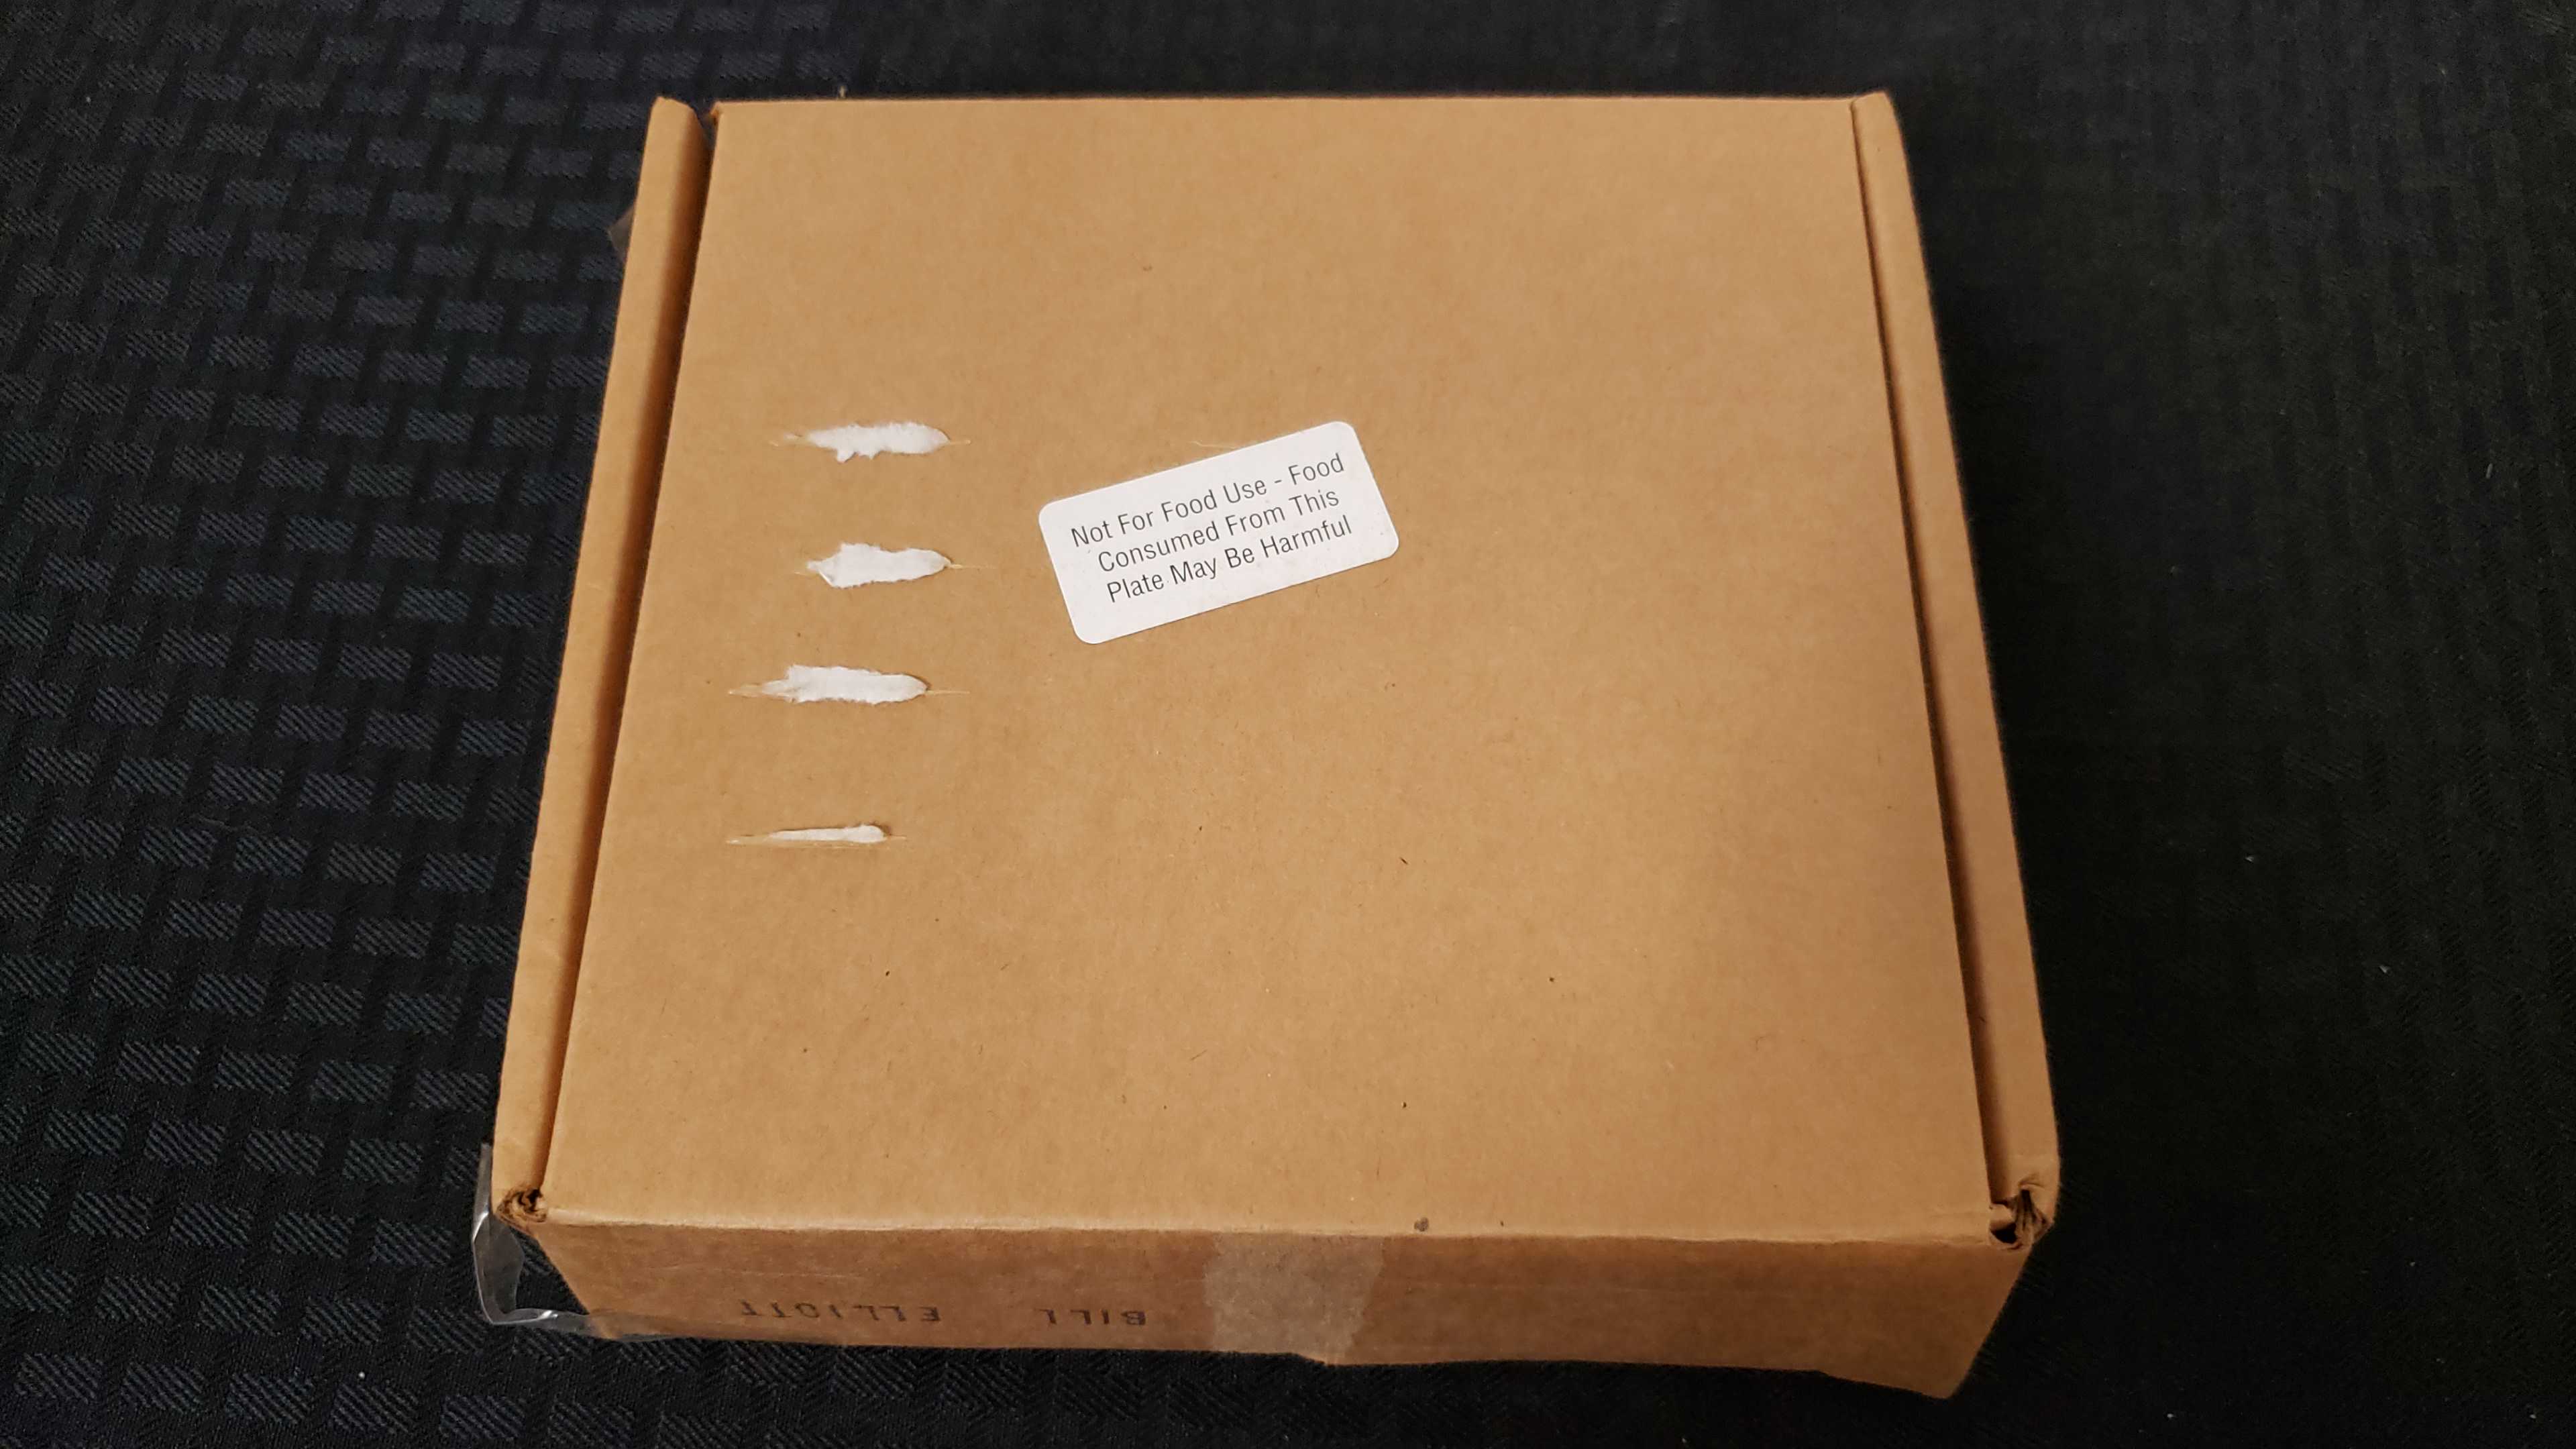 Not For Food Use - Food
Consumed From This
Plate May Be Harmful
BILL ELLIOTT